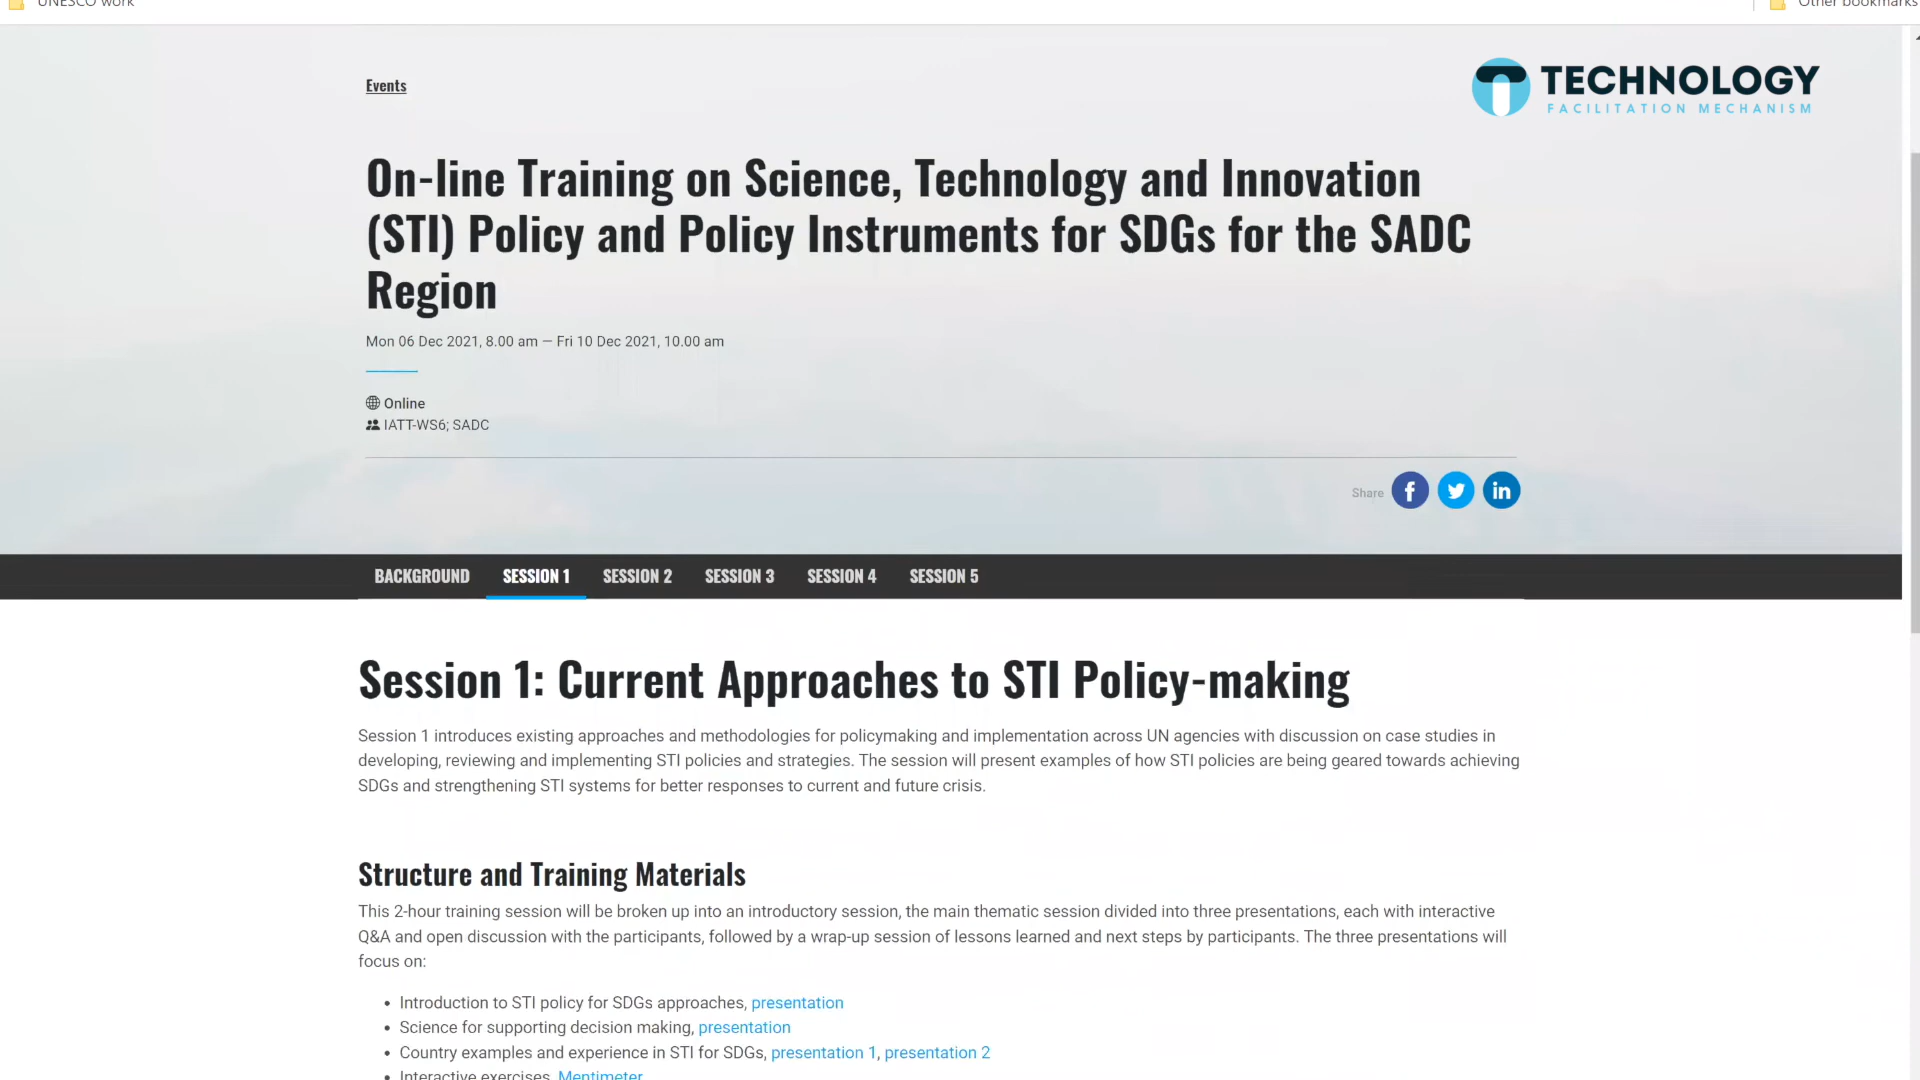 UNESCO work
Other bookmarks
Events
TECHNOLOGY
FACILITATION MECHANISM
On-line Training on Science, Technology and Innovation
(STI) Policy and Policy Instruments for SDGs for the SADC
Region
Mon 06 Dec 2021, 8.00 am — Fri 10 Dec 2021, 10.00 am
Online
IATT-WS6; SADC
Share
BACKGROUND SESSION 1 SESSION 2 SESSION 3 SESSION 4 SESSION 5
Session 1: Current Approaches to STI Policy-making
Session 1 introduces existing approaches and methodologies for policymaking and implementation across UN agencies with discussion on case studies in
developing, reviewing and implementing STI policies and strategies. The session will present examples of how STI policies are being geared towards achieving
SDGs and strengthening STI systems for better responses to current and future crisis.
Structure and Training Materials
This 2-hour training session will be broken up into an introductory session, the main thematic session divided into three presentations, each with interactive
Q&A and open discussion with the participants, followed by a wrap-up session of lessons learned and next steps by participants. The three presentations will
focus on:
• Introduction to STI policy for SDGs approaches, presentation
• Science for supporting decision making, presentation
• Country examples and experience in STI for SDGs, presentation 1, presentation 2
• Interactive exercises, Mentimeter